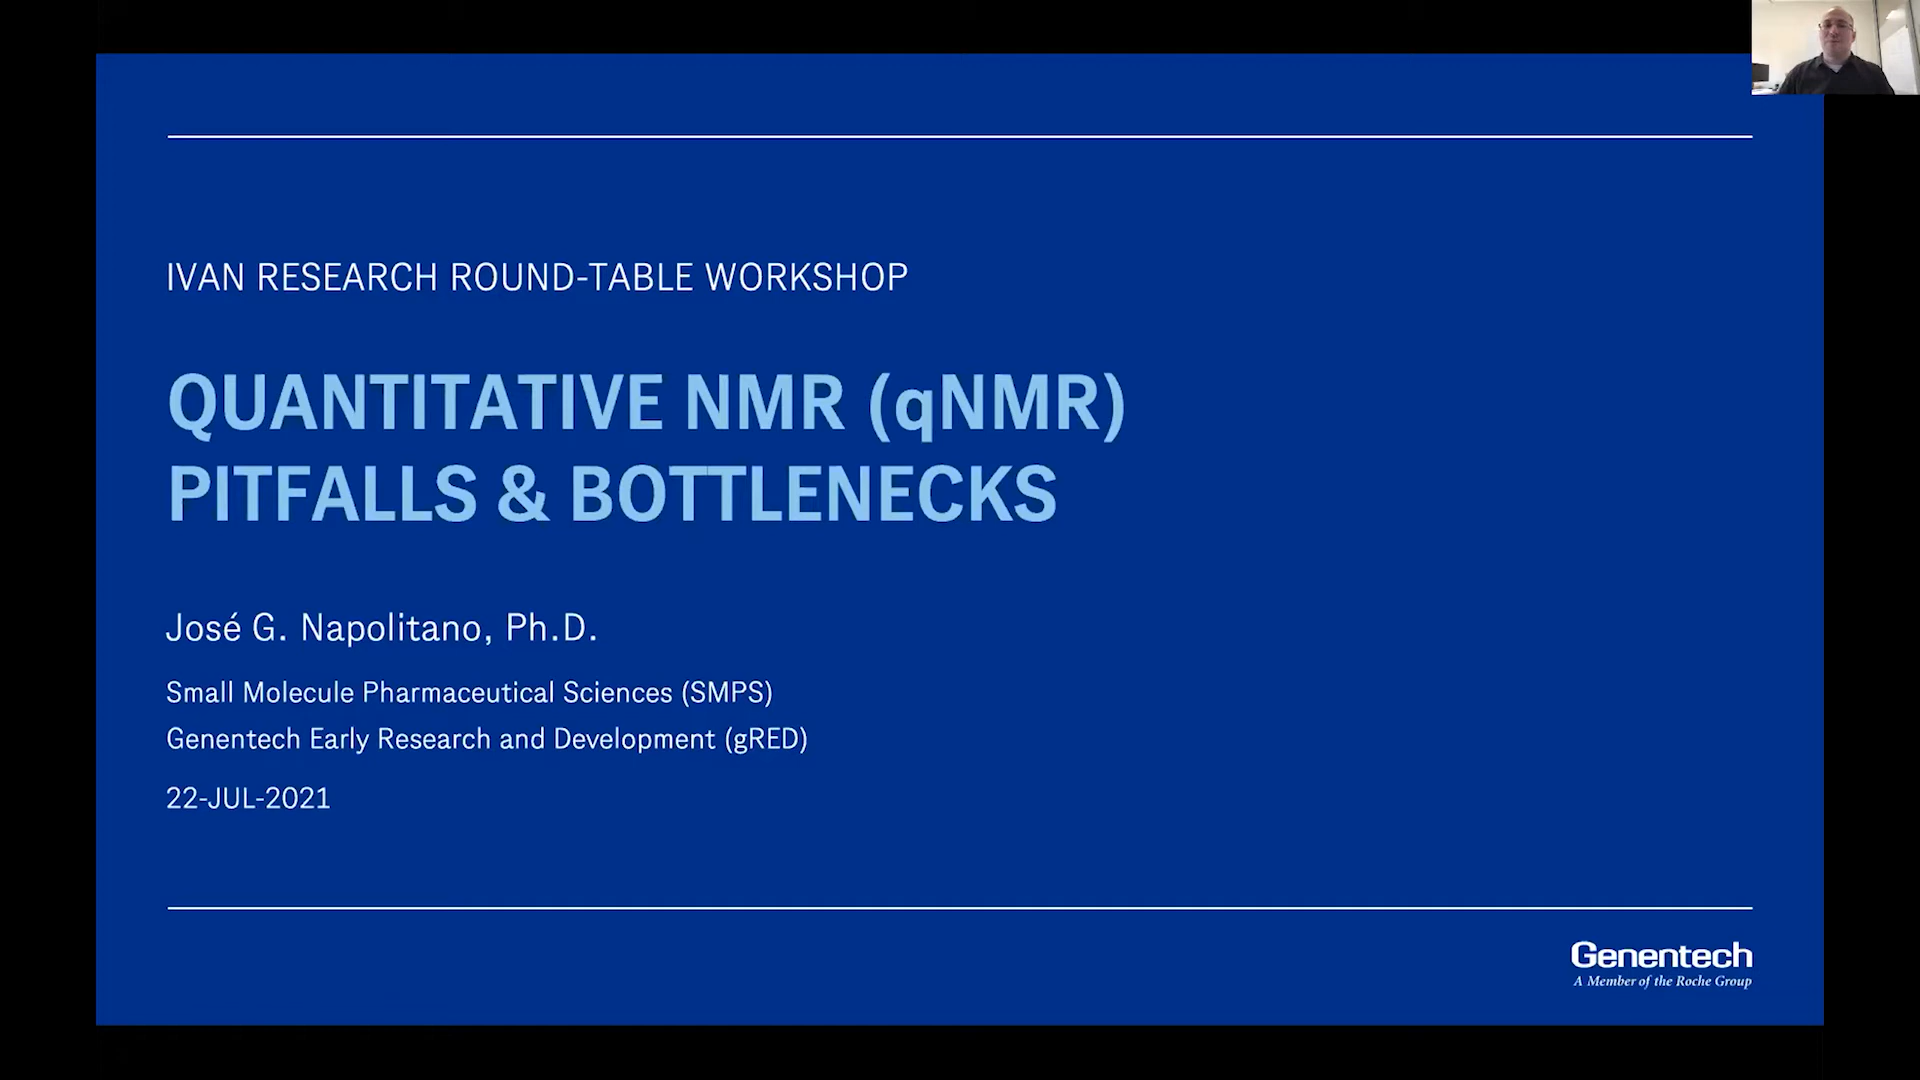 IVAN RESEARCH ROUND-TABLE WORKSHOP
QUANTITATIVE NMR (qNMR)
PITFALLS & BOTTLENECKS
José G. Napolitano, Ph.D.
Small Molecule Pharmaceutical Sciences (SMPS)
Genentech Early Research and Development (gRED)
22-JUL-2021
Genentech
A Member of the Roche Group